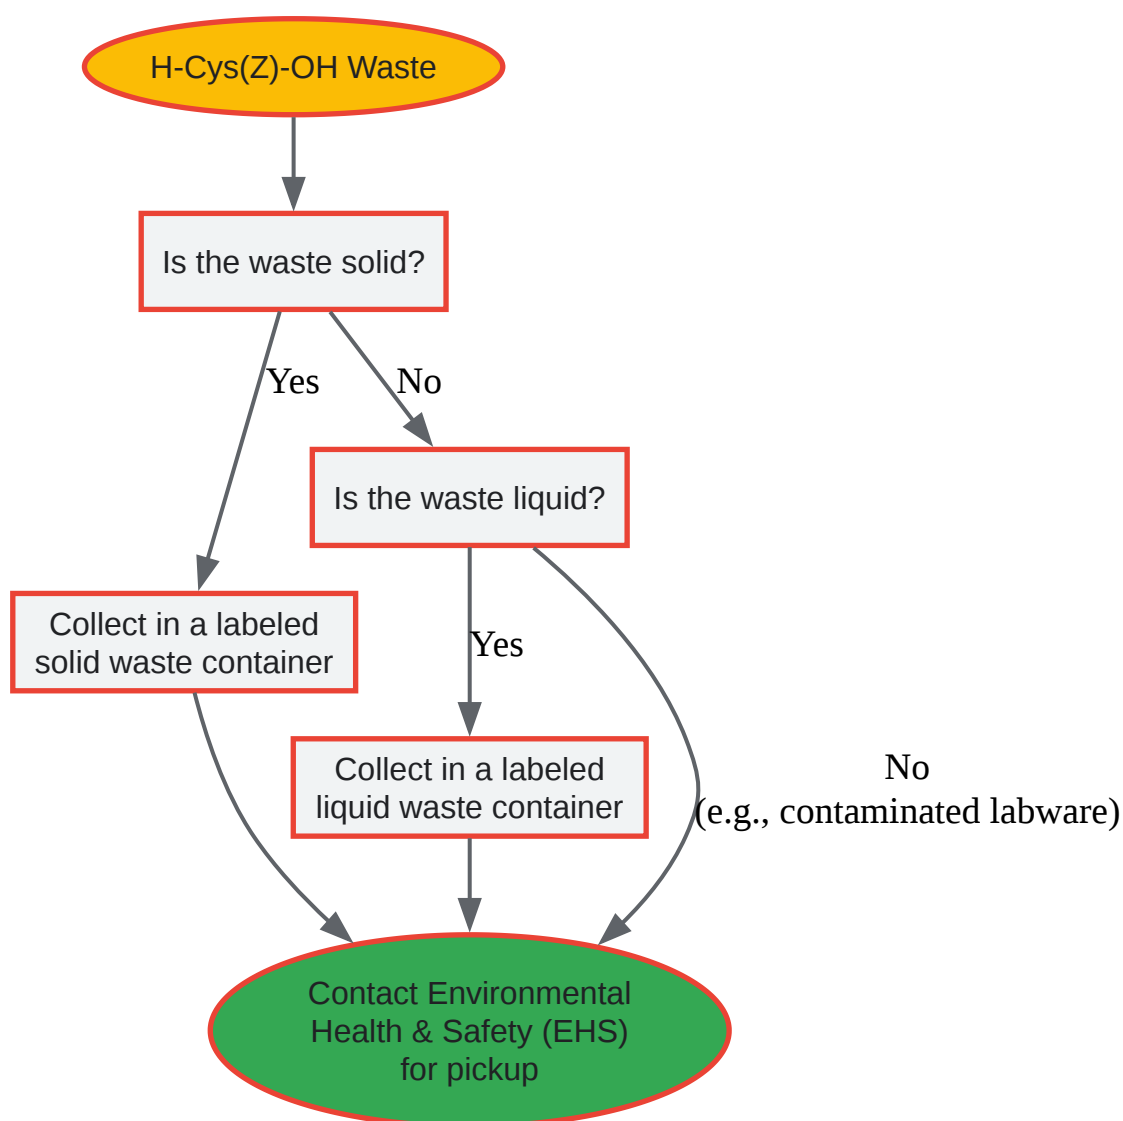 H-Cys(Z)-OH Waste
Is the waste solid?
Yes
No
Is the waste liquid?
Collect in a labeled
solid waste container
Yes
Collect in a labeled
liquid waste container
No
(e.g., contaminated labware)
Contact Environmental
Health & Safety (EHS)
for pickup